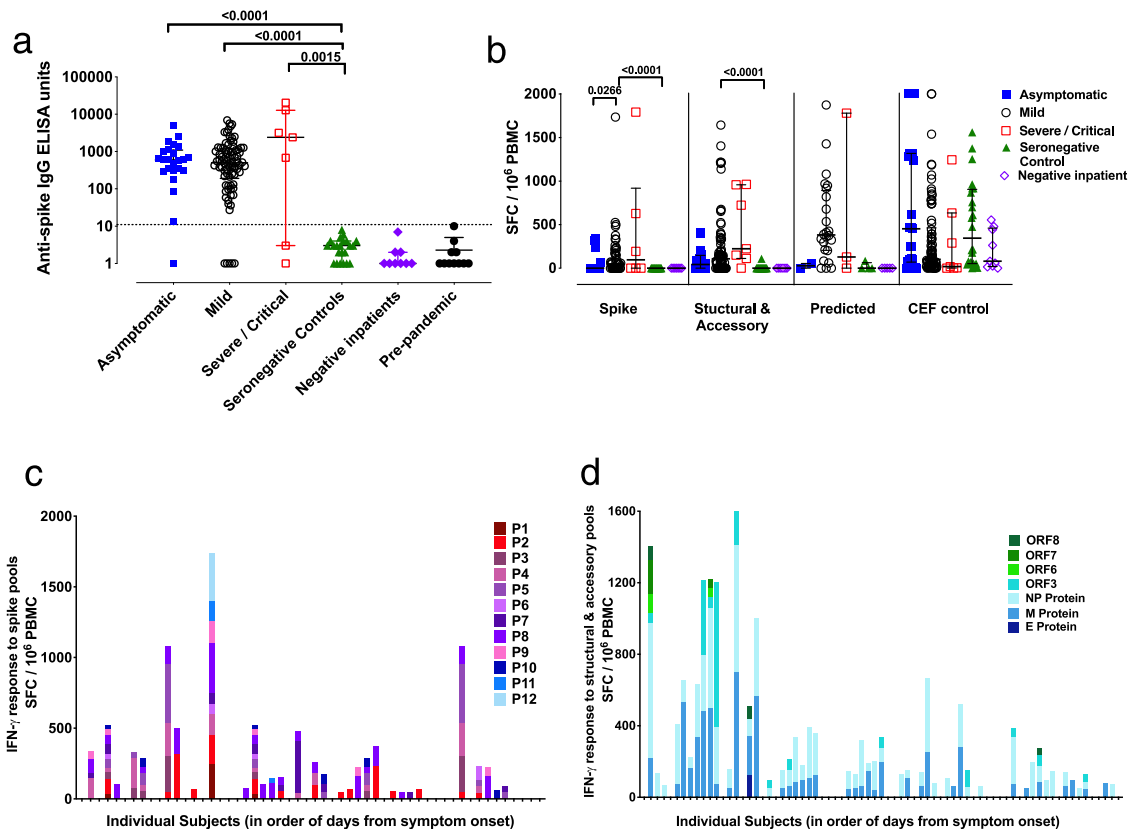 a
<0.0001
<0.0001
0.0015
Anti-spike IgG ELISA units
100000
10000
1000
100
10
1
Asymptomatic
Mild
Severe / Critical
Seronegative Controls
Negative inpatients
Pre-pandemic
b
<0.0001
<0.0001
0.0266
SFC / 10⁶ PBMC
2000
1500
1000
500
0
Spike
Stuctural &
Accessory
Predicted
CEF control
Asymptomatic
Mild
Severe / Critical
Seronegative
Control
Negative inpatient
c
IFN-γ response to spike pools
SFC / 10⁶ PBMC
2000
1500
1000
500
0
P1
P2
P3
P4
P5
P6
P7
P8
P9
P10
P11
P12
Individual Subjects (in order of days from symptom onset)
d
IFN-γ response to structural & accessory pools
SFC / 10⁶ PBMC
1600
1200
800
400
0
ORF8
ORF7
ORF6
ORF3
NP Protein
M Protein
E Protein
Individual Subjects (in order of days from symptom onset)